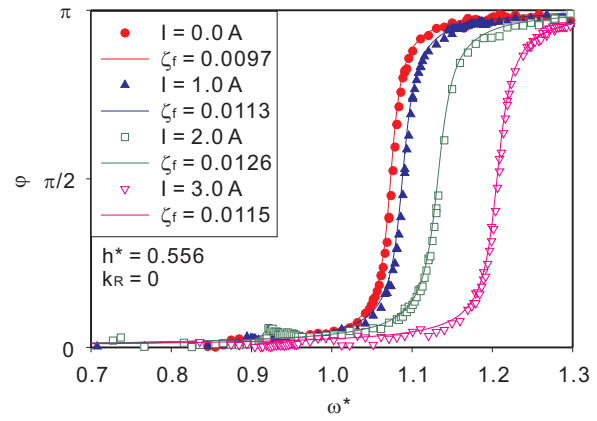 π
I = 0.0 A
ζf = 0.0097
I = 1.0 A
ζf = 0.0113
I = 2.0 A
ζf = 0.0126
I = 3.0 A
ζf = 0.0115
φ
π/2
h* = 0.556
kR = 0
0
0.7 0.8 0.9 1.0 1.1 1.2 1.3
ω*